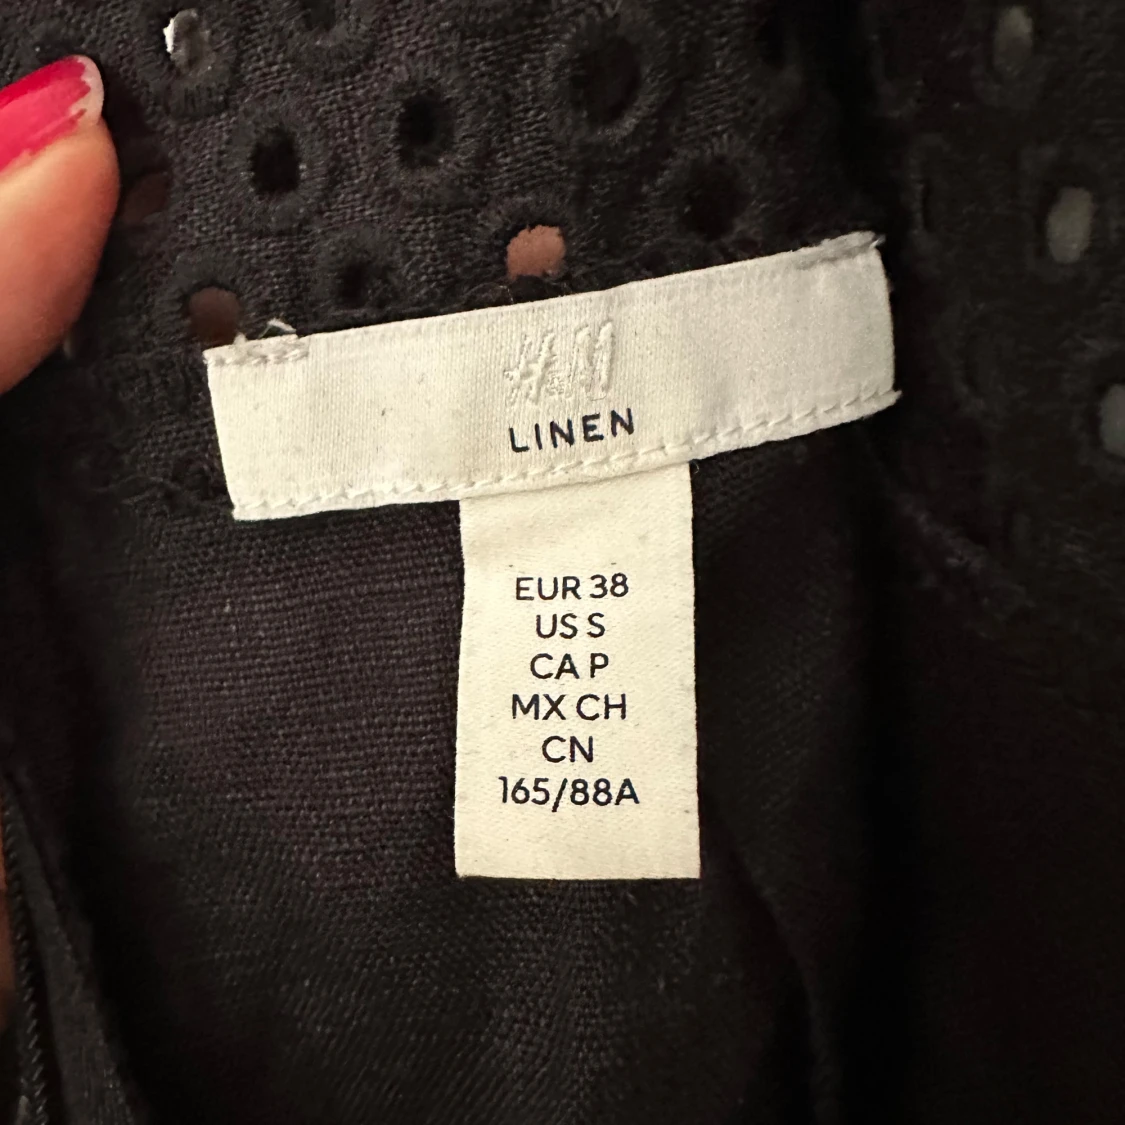 H&M
LINEN
EUR 38
US S
CA P
MX CH
CN
165/88A